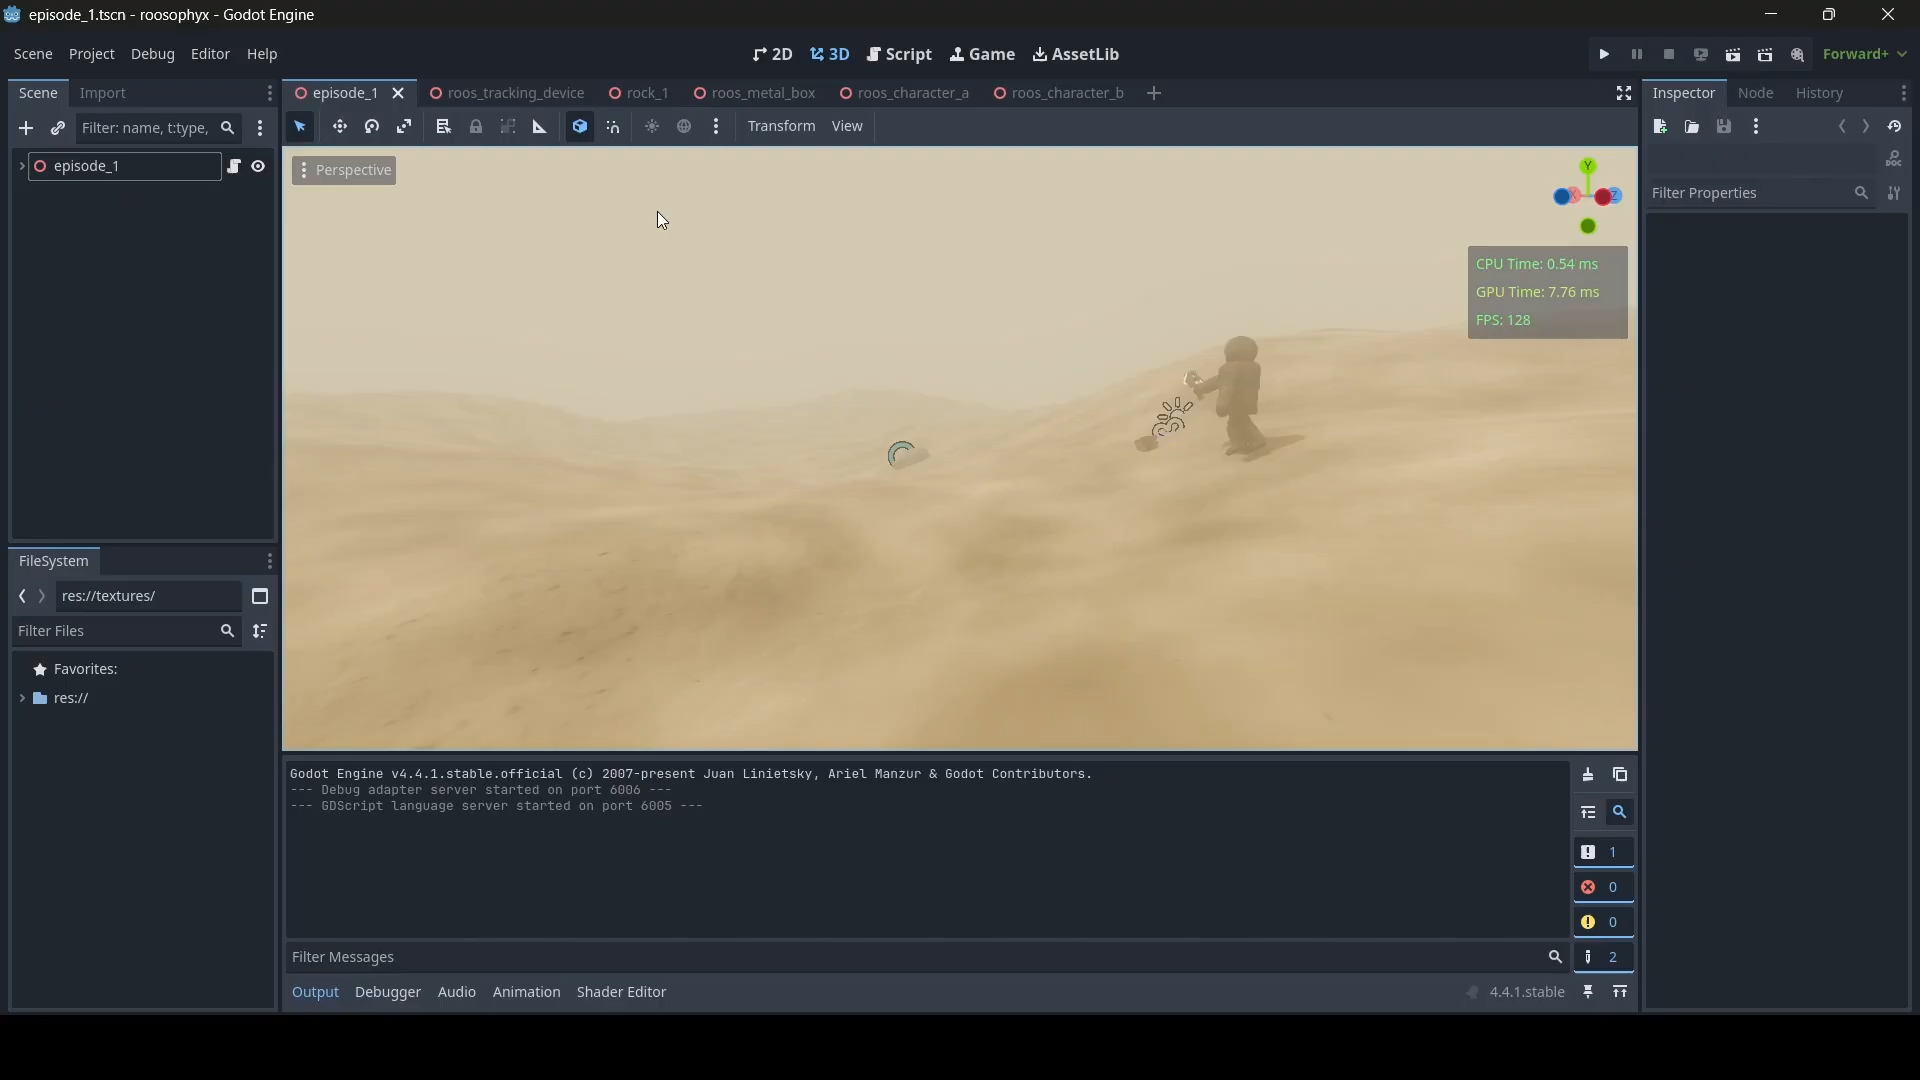 episode_1.tscn - roosophyx - Godot Engine
Scene Project Debug Editor Help
2D 3D Script Game AssetLib
Forward+
Scene Import
episode_1 roos_tracking_device rock_1 roos_metal_box roos_character_a roos_character_b
Inspector Node History
Filter: name, t:type,
Transform View
episode_1
Perspective
Y
X Z
DOC
Filter Properties
CPU Time: 0.54 ms
GPU Time: 7.76 ms
FPS: 128
FileSystem
res://textures/
Filter Files
Favorites:
res://
Godot Engine v4.4.1.stable.official (c) 2007-present Juan Linietsky, Ariel Manzur & Godot Contributors.
--- Debug adapter server started on port 6006 ---
--- GDScript language server started on port 6005 ---
1
0
0
2
Filter Messages
Output Debugger Audio Animation Shader Editor
4.4.1.stable